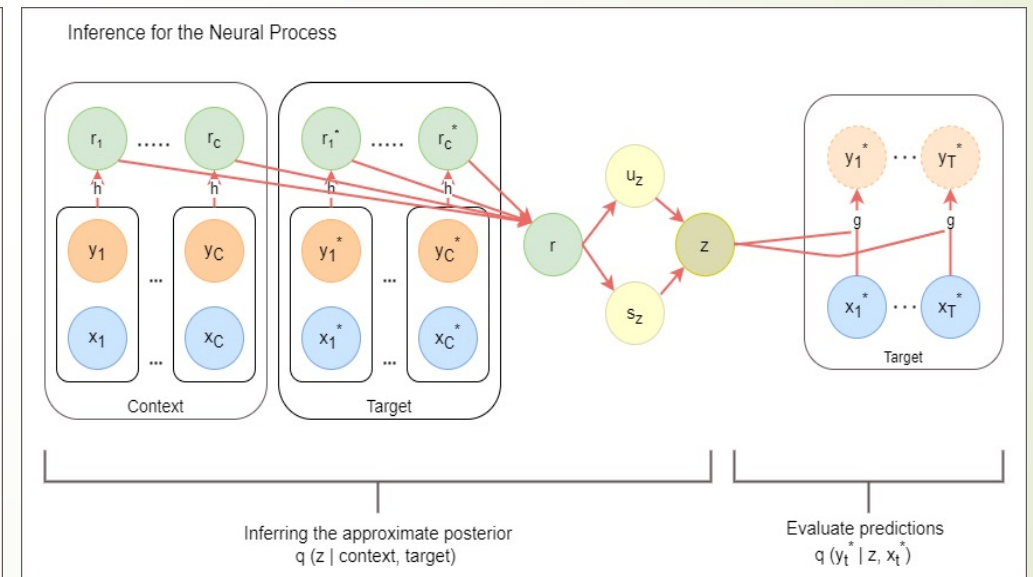 Inference for the Neural Process
r1 ..... rc r1* ..... rc* y1* ... yT*
uz
h h h h g g
y1 yC y1* yC* r z
... ...
sz
x1 xC x1* xC* x1* ... xT*
... ...
Context Target Target
Inferring the approximate posterior
q (z | context, target)
Evaluate predictions
q (yt* | z, xt*)